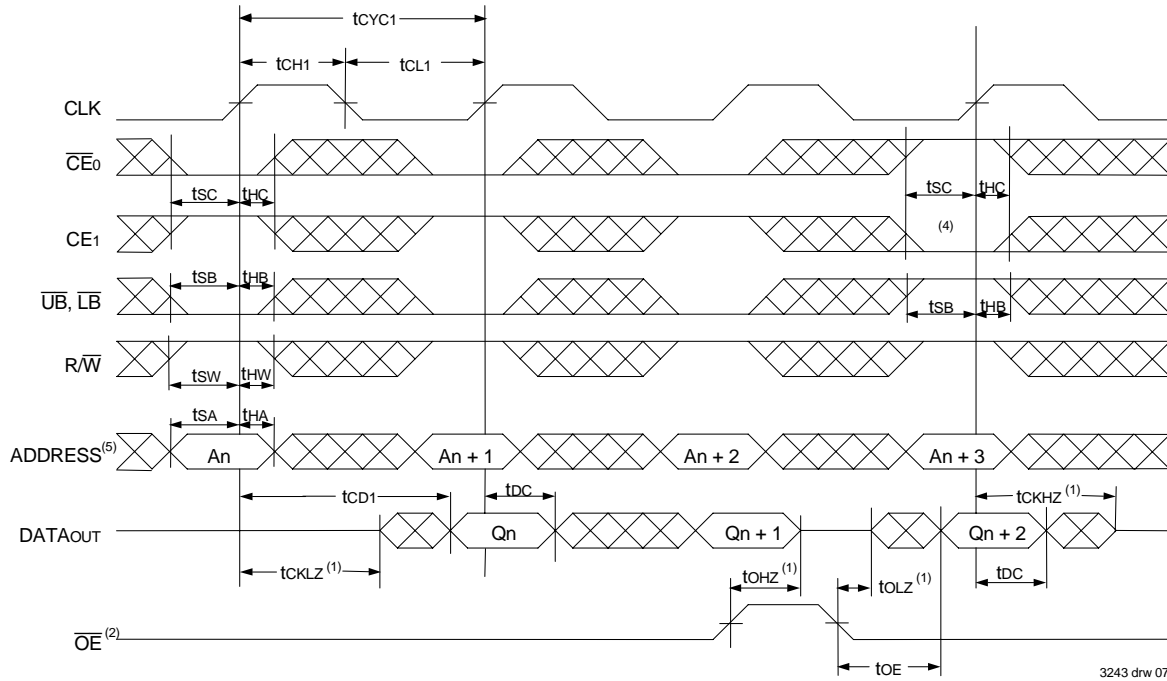 tCYC1
tCH1 tCL1
CLK
CE0
tSC tHC tSC tHC
CE1 (4)
tSB tHB
UB, LB tSB tHB
R/W
tSW tHW
tSA tHA
ADDRESS(5) An An + 1 An + 2 An + 3
tCD1 tDC tCKHZ(1)
DATAOUT Qn Qn + 1 Qn + 2
tCKLZ(1) tOHZ(1) tOLZ(1) tDC
OE(2)
tOE
3243 drw 07